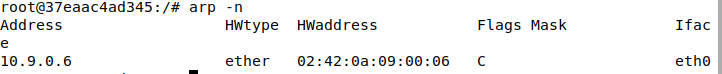 root@37eaac4ad345:/# arp -n
Address                  HWtype  HWaddress           Flags Mask            Ifac
e
10.9.0.6                 ether   02:42:0a:09:00:06   C                     eth0